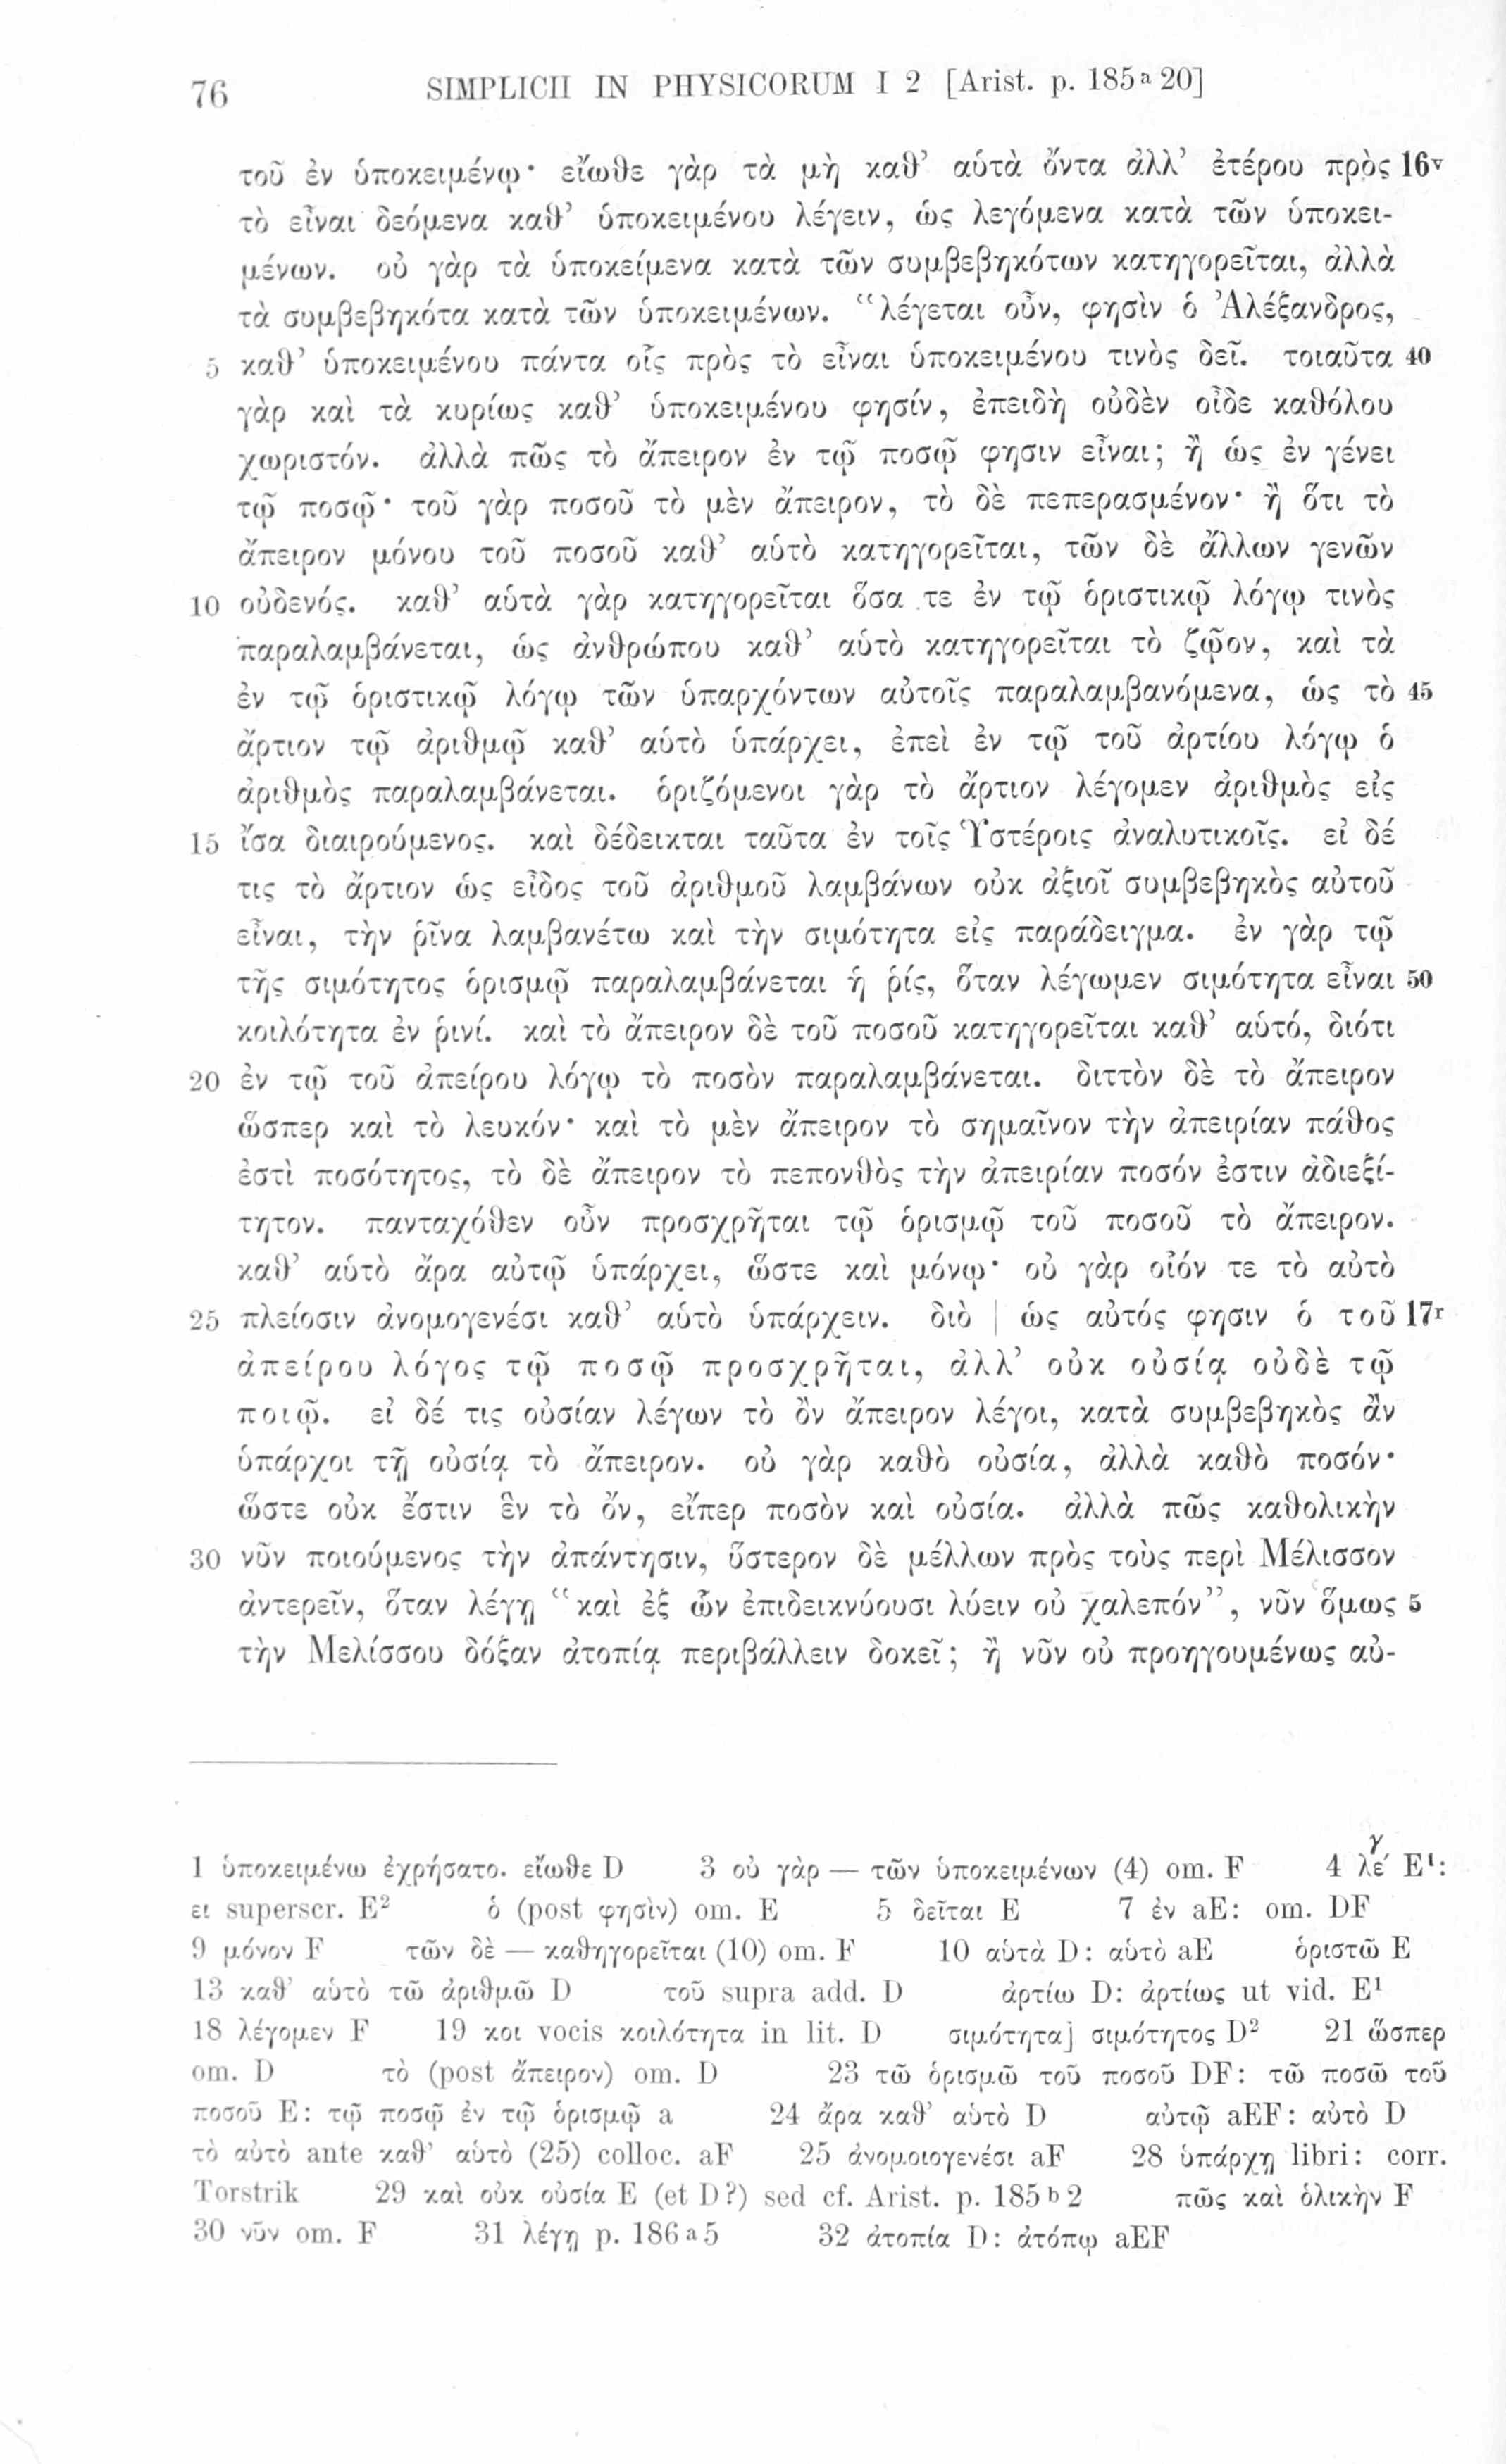 76 SIMPLICII IN PHYSICORUM I 2 [Arist. p. 185ᵃ 20]
τοῦ ἐν ὑποκειμένῳ· εἴωθε γὰρ τὰ μὴ καθ’ αὑτὰ ὄντα ἀλλ’ ἑτέρου πρὸς 16ᵛ
τὸ εἶναι δεόμενα καθ’ ὑποκειμένου λέγειν, ὡς λεγόμενα κατὰ τῶν ὑποκει-
μένων. οὐ γὰρ τὰ ὑποκείμενα κατὰ τῶν συμβεβηκότων κατηγορεῖται, ἀλλὰ
τὰ συμβεβηκότα κατὰ τῶν ὑποκειμένων. “λέγεται οὖν, φησὶν ὁ Ἀλέξανδρος,
5 καθ’ ὑποκειμένου πάντα οἷς πρὸς τὸ εἶναι ὑποκειμένου τινὸς δεῖ. τοιαῦτα 40
γὰρ καὶ τὰ κυρίως καθ’ ὑποκειμένου φησίν, ἐπειδὴ οὐδὲν οἶδε καθόλου
χωριστόν. ἀλλὰ πῶς τὸ ἄπειρον ἐν τῷ ποσῷ φησιν εἶναι; ἢ ὡς ἐν γένει
τῷ ποσῷ· τοῦ γὰρ ποσοῦ τὸ μὲν ἄπειρον, τὸ δὲ πεπερασμένον· ἢ ὅτι τὸ
ἄπειρον μόνου τοῦ ποσοῦ καθ’ αὑτὸ κατηγορεῖται, τῶν δὲ ἄλλων γενῶν
10 οὐδενός. καθ’ αὑτὰ γὰρ κατηγορεῖται ὅσα τε ἐν τῷ ὁριστικῷ λόγῳ τινὸς
παραλαμβάνεται, ὡς ἀνθρώπου καθ’ αὑτὸ κατηγορεῖται τὸ ζῷον, καὶ τὰ
ἐν τῷ ὁριστικῷ λόγῳ τῶν ὑπαρχόντων αὐτοῖς παραλαμβανόμενα, ὡς τὸ 45
ἄρτιον τῷ ἀριθμῷ καθ’ αὑτὸ ὑπάρχει, ἐπεὶ ἐν τῷ τοῦ ἀρτίου λόγῳ ὁ
ἀριθμὸς παραλαμβάνεται. ὁριζόμενοι γὰρ τὸ ἄρτιον λέγομεν ἀριθμὸς εἰς
15 ἴσα διαιρούμενος. καὶ δέδεικται ταῦτα ἐν τοῖς Ὑστέροις ἀναλυτικοῖς. εἰ δέ
τις τὸ ἄρτιον ὡς εἶδος τοῦ ἀριθμοῦ λαμβάνων οὐκ ἀξιοῖ συμβεβηκὸς αὐτοῦ
εἶναι, τὴν ῥῖνα λαμβανέτω καὶ τὴν σιμότητα εἰς παράδειγμα. ἐν γὰρ τῷ
τῆς σιμότητος ὁρισμῷ παραλαμβάνεται ἡ ῥίς, ὅταν λέγωμεν σιμότητα εἶναι 50
κοιλότητα ἐν ῥινί. καὶ τὸ ἄπειρον δὲ τοῦ ποσοῦ κατηγορεῖται καθ’ αὑτό, διότι
20 ἐν τῷ τοῦ ἀπείρου λόγῳ τὸ ποσὸν παραλαμβάνεται. διττὸν δὲ τὸ ἄπειρον
ὥσπερ καὶ τὸ λευκόν· καὶ τὸ μὲν ἄπειρον τὸ σημαῖνον τὴν ἀπειρίαν πάθος
ἐστὶ ποσότητος, τὸ δὲ ἄπειρον τὸ πεπονθὸς τὴν ἀπειρίαν ποσόν ἐστιν ἀδιεξί-
τητον. πανταχόθεν οὖν προσχρῆται τῷ ὁρισμῷ τοῦ ποσοῦ τὸ ἄπειρον.
καθ’ αὑτὸ ἄρα αὐτῷ ὑπάρχει, ὥστε καὶ μόνῳ· οὐ γὰρ οἷόν τε τὸ αὐτὸ
25 πλείοσιν ἀνομογενέσι καθ’ αὑτὸ ὑπάρχειν. διὸ | ὡς αὐτός φησιν ὁ τοῦ 17ʳ
ἀπείρου λόγος τῷ ποσῷ προσχρῆται, ἀλλ’ οὐκ οὐσίᾳ οὐδὲ τῷ
ποιῷ. εἰ δέ τις οὐσίαν λέγων τὸ ὂν ἄπειρον λέγοι, κατὰ συμβεβηκὸς ἂν
ὑπάρχοι τῇ οὐσίᾳ τὸ ἄπειρον. οὐ γὰρ καθὸ οὐσία, ἀλλὰ καθὸ ποσόν·
ὥστε οὐκ ἔστιν ἓν τὸ ὄν, εἴπερ ποσὸν καὶ οὐσία. ἀλλὰ πῶς καθολικὴν
30 νῦν ποιούμενος τὴν ἀπάντησιν, ὕστερον δὲ μέλλων πρὸς τοὺς περὶ Μέλισσον
ἀντερεῖν, ὅταν λέγῃ “καὶ ἐξ ὧν ἐπιδεικνύουσι λύειν οὐ χαλεπόν”, νῦν ὅμως 5
τὴν Μελίσσου δόξαν ἀτοπίᾳ περιβάλλειν δοκεῖ; ἢ νῦν οὐ προηγουμένως αὐ-
1 ὑποκειμένω ἐχρήσατο. εἴωθε D 3 οὐ γὰρ — τῶν ὑποκειμένων (4) om. F 4 λέγ E¹:
ει superscr. E² ὁ (post φησὶν) om. E 5 δεῖται E 7 ἐν aE: om. DF
9 μόνον F τῶν δὲ — καθηγορεῖται (10) om. F 10 αὑτὰ D: αὑτὸ aE ὁριστῶ E
13 καθ’ αὑτὸ τῶ ἀριθμῶ D τοῦ supra add. D ἀρτίω D: ἀρτίως ut vid. E¹
18 λέγομεν F 19 κοι vocis κοιλότητα in lit. D σιμότητα] σιμότητος D² 21 ὥσπερ
om. D τὸ (post ἄπειρον) om. D 23 τῶ ὁρισμῶ τοῦ ποσοῦ DF: τῶ ποσῶ τοῦ
ποσοῦ E: τῷ ποσῷ ἐν τῷ ὁρισμῷ a 24 ἄρα καθ’ αὑτὸ D αὐτῷ aEF: αὐτὸ D
τὸ αὐτὸ ante καθ’ αὑτὸ (25) colloc. aF 25 ἀνομοιογενέσι aF 28 ὑπάρχῃ libri: corr.
Torstrik 29 καὶ οὐκ οὐσία E (et D?) sed cf. Arist. p. 185ᵇ2 πῶς καὶ ὁλικὴν F
30 νῦν om. F 31 λέγῃ p. 186ᵃ5 32 ἀτοπία D: ἀτόπῳ aEF